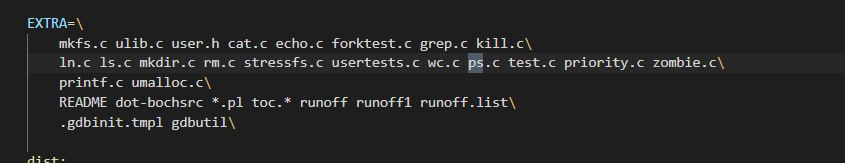 EXTRA=\
mkfs.c ulib.c user.h cat.c echo.c forktest.c grep.c kill.c\
ln.c ls.c mkdir.c rm.c stressfs.c usertests.c wc.c ps.c test.c priority.c zombie.c\
printf.c umalloc.c\
README dot-bochsrc *.pl toc.* runoff runoff1 runoff.list\
.gdbinit.tmpl gdbutil\
dist: